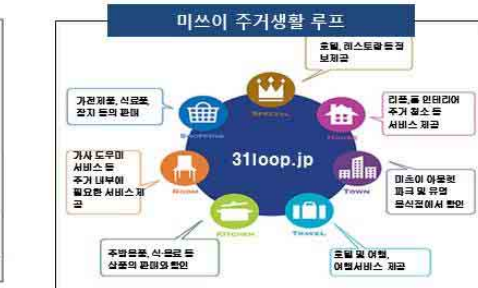 미쓰이 주거생활 루프
호텔, 레스토랑 등 정
보제공
SPECIAL
가전제품, 식료품,
잡지 등의 판매
SHOPPING
리폼, 홈 인테리어
주거 청소 등
서비스 제공
HOUSE
31loop.jp
가사 도우미
서비스 등
주거 내부에
필요한 서비스 제
공
ROOM
미츠이 아울렛
파크 및 유명
음식점에서 할인
TOWN
KITCHEN
TRAVEL
주방용품, 식·음료 등
상품의 판매와 할인
호텔 및 여행,
여행서비스 제공